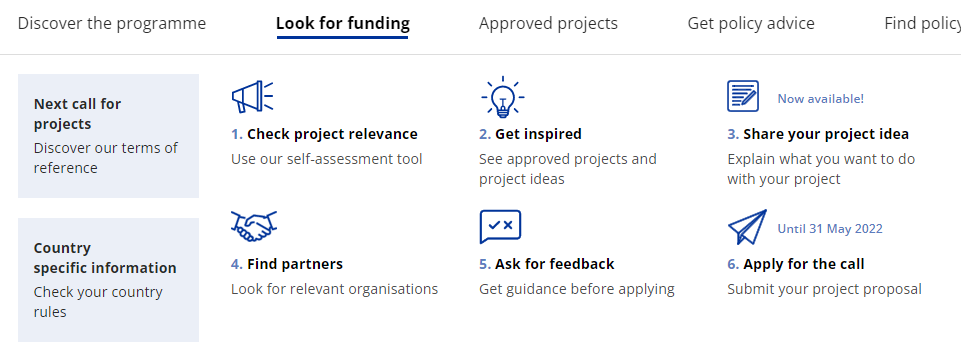 Discover the programme
Look for funding
Approved projects
Get policy advice
Find policy
Next call for
projects
Discover our terms of
reference
Country
specific information
Check your country
rules
1. Check project relevance
Use our self-assessment tool
2. Get inspired
See approved projects and
project ideas
Now available!
3. Share your project idea
Explain what you want to do
with your project
4. Find partners
Look for relevant organisations
5. Ask for feedback
Get guidance before applying
Until 31 May 2022
6. Apply for the call
Submit your project proposal